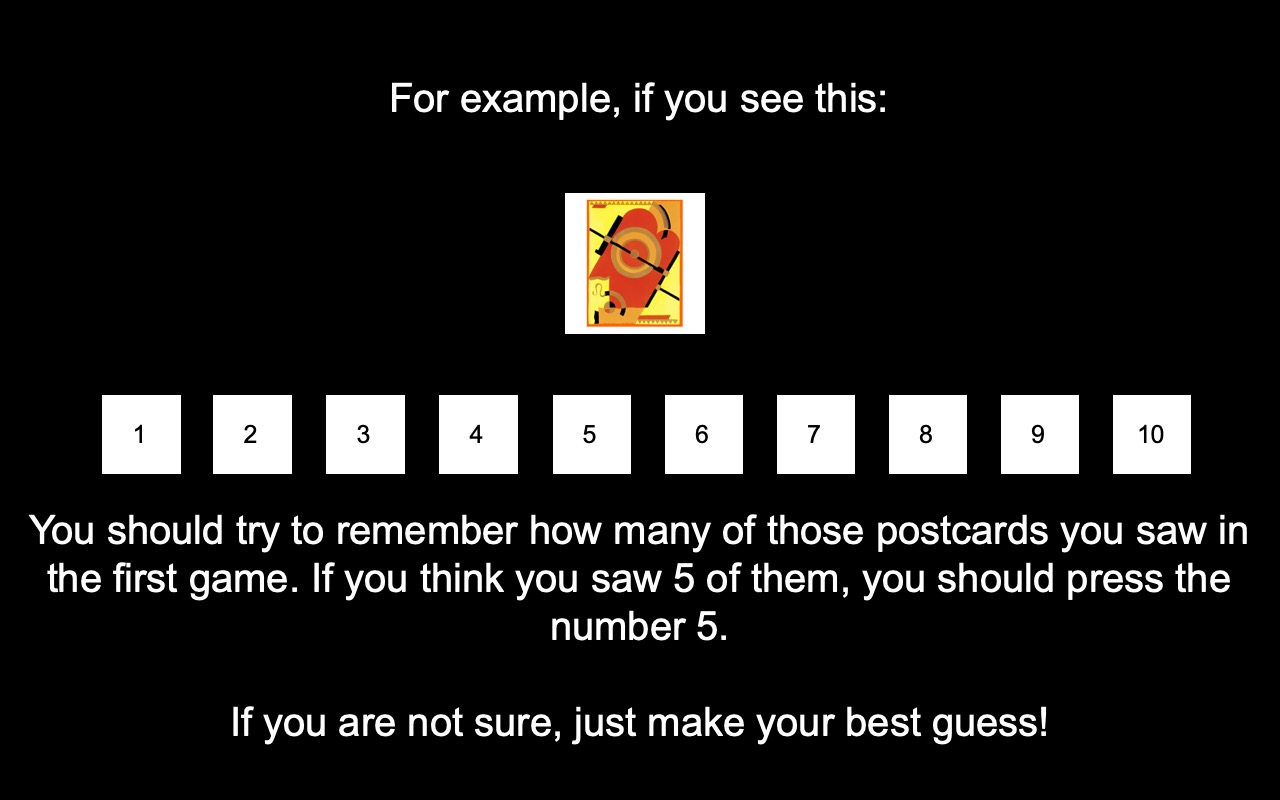 For example, if you see this:
1 2 3 4 5 6 7 8 9 10
You should try to remember how many of those postcards you saw in
the first game. If you think you saw 5 of them, you should press the
number 5.
If you are not sure, just make your best guess!